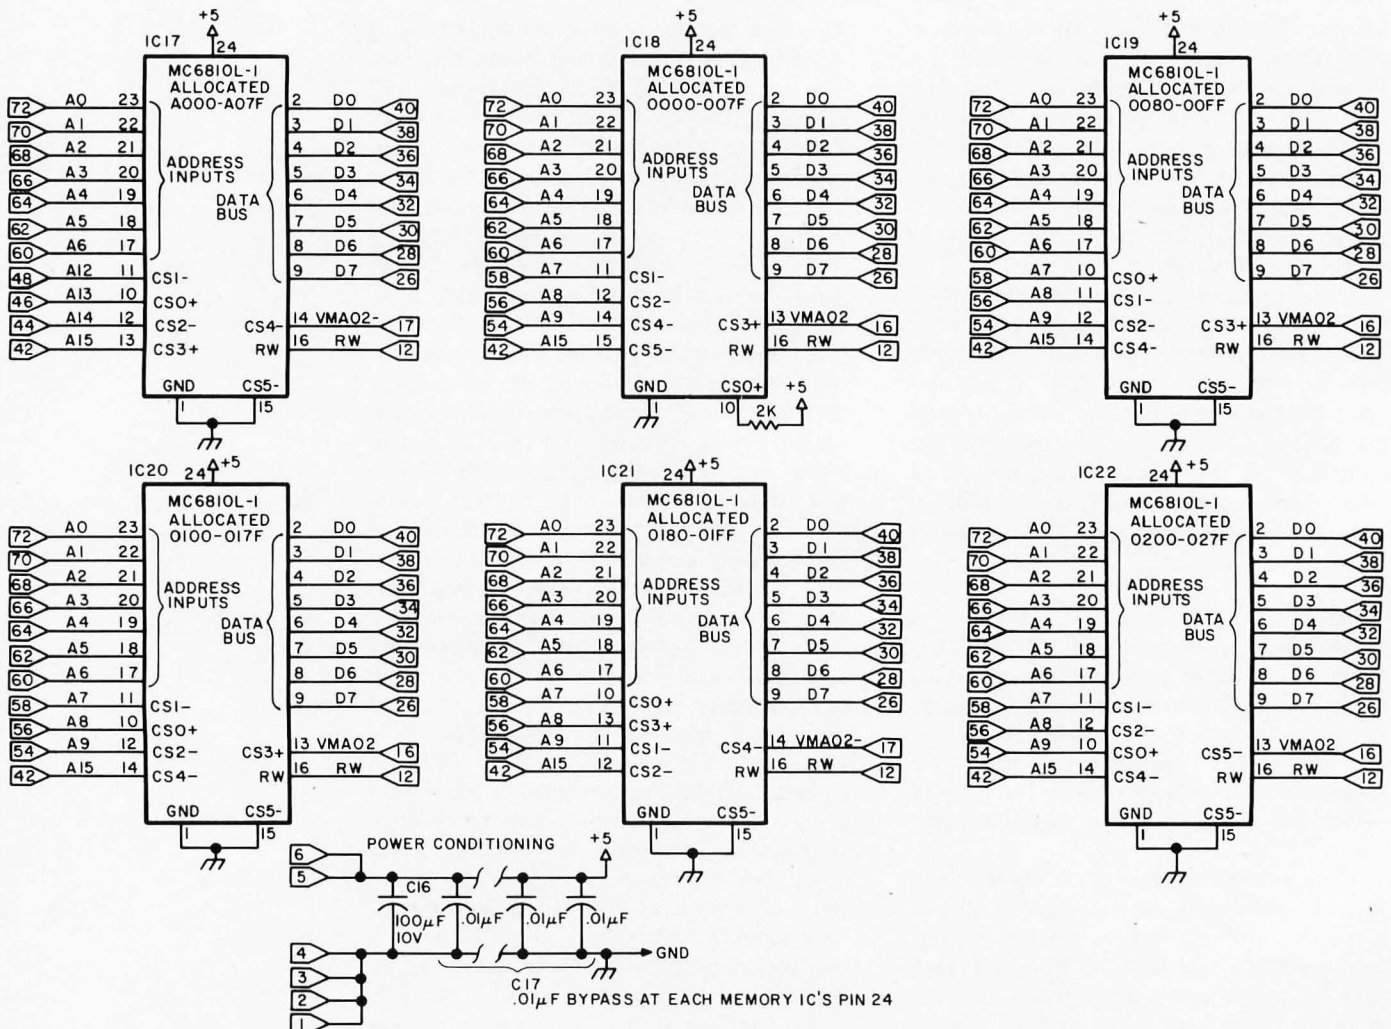 +5
IC17
24
MC6810L-1
ALLOCATED
A000-A07F
72 A0 23
70 A1 22
68 A2 21
66 A3 20
64 A4 19
62 A5 18
60 A6 17
48 A12 11 CS1-
46 A13 10 CS0+
44 A14 12 CS2-
42 A15 13 CS3+
ADDRESS
INPUTS
DATA
BUS
2 D0 40
3 D1 38
4 D2 36
5 D3 34
6 D4 32
7 D5 30
8 D6 28
9 D7 26
CS4- 14 VMA02- 17
RW 16 RW 12
GND CS5-
1 15
+5
IC18
24
MC6810L-1
ALLOCATED
0000-007F
72 A0 23
70 A1 22
68 A2 21
66 A3 20
64 A4 19
62 A5 18
60 A6 17
58 A7 11 CS1-
56 A8 12 CS2-
54 A9 14 CS4-
42 A15 15 CS5-
ADDRESS
INPUTS
DATA
BUS
2 D0 40
3 D1 38
4 D2 36
5 D3 34
6 D4 32
7 D5 30
8 D6 28
9 D7 26
CS3+ 13 VMA02 16
RW 16 RW 12
GND CS0+
1 10 2K +5
+5
IC19
24
MC6810L-1
ALLOCATED
0080-00FF
72 A0 23
70 A1 22
68 A2 21
66 A3 20
64 A4 19
62 A5 18
60 A6 17
58 A7 10 CS0+
56 A8 11 CS1-
54 A9 12 CS2-
42 A15 14 CS4-
ADDRESS
INPUTS
DATA
BUS
2 D0 40
3 D1 38
4 D2 36
5 D3 34
6 D4 32
7 D5 30
8 D6 28
9 D7 26
CS3+ 13 VMA02 16
RW 16 RW 12
GND CS5-
1 15
IC20
24 +5
MC6810L-1
ALLOCATED
0100-017F
72 A0 23
70 A1 22
68 A2 21
66 A3 20
64 A4 19
62 A5 18
60 A6 17
58 A7 11 CS1-
56 A8 10 CS0+
54 A9 12 CS2-
42 A15 14 CS4-
ADDRESS
INPUTS
DATA
BUS
2 D0 40
3 D1 38
4 D2 36
5 D3 34
6 D4 32
7 D5 30
8 D6 28
9 D7 26
CS3+ 13 VMA02 16
RW 16 RW 12
GND CS5-
1 15
IC21
24 +5
MC6810L-1
ALLOCATED
0180-01FF
72 A0 23
70 A1 22
68 A2 21
66 A3 20
64 A4 19
62 A5 18
60 A6 17
58 A7 10 CS0+
56 A8 13 CS3+
54 A9 11 CS1-
42 A15 12 CS2-
ADDRESS
INPUTS
DATA
BUS
2 D0 40
3 D1 38
4 D2 36
5 D3 34
6 D4 32
7 D5 30
8 D6 28
9 D7 26
CS4- 14 VMA02- 17
RW 16 RW 12
GND CS5-
1 15
IC22
24 +5
MC6810L-1
ALLOCATED
0200-027F
72 A0 23
70 A1 22
68 A2 21
66 A3 20
64 A4 19
62 A5 18
60 A6 17
58 A7 11 CS1-
56 A8 12 CS2-
54 A9 10 CS0+
42 A15 14 CS4-
ADDRESS
INPUTS
DATA
BUS
2 D0 40
3 D1 38
4 D2 36
5 D3 34
6 D4 32
7 D5 30
8 D6 28
9 D7 26
CS5- 13 VMA02 16
RW 16 RW 12
GND CS5-
1 15
POWER CONDITIONING
+5
6
5
C16
100µF
10V
.01µF .01µF .01µF
4
3
2
1
GND
C17
.01µF BYPASS AT EACH MEMORY IC'S PIN 24